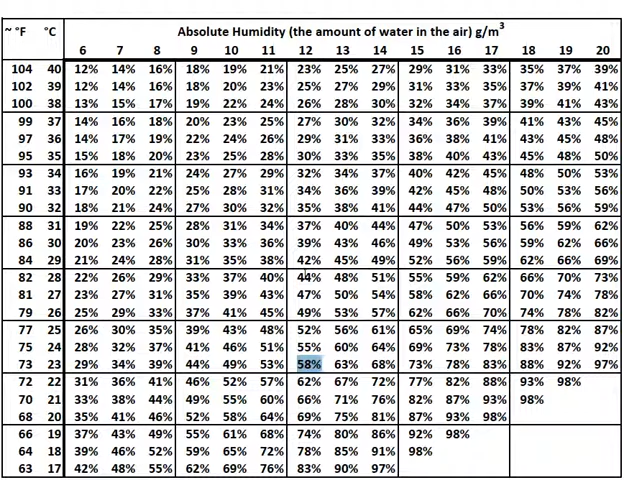 ~ °F °C Absolute Humidity (the amount of water in the air) g/m3
6 7 8 9 10 11 12 13 14 15 16 17 18 19 20
104 40 12% 14% 16% 18% 19% 21% 23% 25% 27% 29% 31% 33% 35% 37% 39%
102 39 12% 14% 16% 18% 20% 23% 25% 27% 29% 31% 33% 35% 37% 39% 41%
100 38 13% 15% 17% 19% 22% 24% 26% 28% 30% 32% 34% 37% 39% 41% 43%
99 37 14% 16% 18% 20% 23% 25% 27% 30% 32% 34% 36% 39% 41% 43% 45%
97 36 14% 17% 19% 22% 24% 26% 29% 31% 33% 36% 38% 41% 43% 45% 48%
95 35 15% 18% 20% 23% 25% 28% 30% 33% 35% 38% 40% 43% 45% 48% 50%
93 34 16% 19% 21% 24% 27% 29% 32% 34% 37% 40% 42% 45% 48% 50% 53%
91 33 17% 20% 22% 25% 28% 31% 34% 36% 39% 42% 45% 48% 50% 53% 56%
90 32 18% 21% 24% 27% 30% 32% 35% 38% 41% 44% 47% 50% 53% 56% 59%
88 31 19% 22% 25% 28% 31% 34% 37% 40% 44% 47% 50% 53% 56% 59% 62%
86 30 20% 23% 26% 30% 33% 36% 39% 43% 46% 49% 53% 56% 59% 62% 66%
84 29 21% 24% 28% 31% 35% 38% 42% 45% 49% 52% 56% 59% 62% 66% 69%
82 28 22% 26% 29% 33% 37% 40% 44% 48% 51% 55% 59% 62% 66% 70% 73%
81 27 23% 27% 31% 35% 39% 43% 47% 50% 54% 58% 62% 66% 70% 74% 78%
79 26 25% 29% 33% 37% 41% 45% 49% 53% 57% 62% 66% 70% 74% 78% 82%
77 25 26% 30% 35% 39% 43% 48% 52% 56% 61% 65% 69% 74% 78% 82% 87%
75 24 28% 32% 37% 41% 46% 51% 55% 60% 64% 69% 73% 78% 83% 87% 92%
73 23 29% 34% 39% 44% 49% 53% 58% 63% 68% 73% 78% 83% 88% 92% 97%
72 22 31% 36% 41% 46% 52% 57% 62% 67% 72% 77% 82% 88% 93% 98%
70 21 33% 38% 44% 49% 55% 60% 66% 71% 76% 82% 87% 93% 98%
68 20 35% 41% 46% 52% 58% 64% 69% 75% 81% 87% 93% 98%
66 19 37% 43% 49% 55% 61% 68% 74% 80% 86% 92% 98%
64 18 39% 46% 52% 59% 65% 72% 78% 85% 91% 98%
63 17 42% 48% 55% 62% 69% 76% 83% 90% 97%